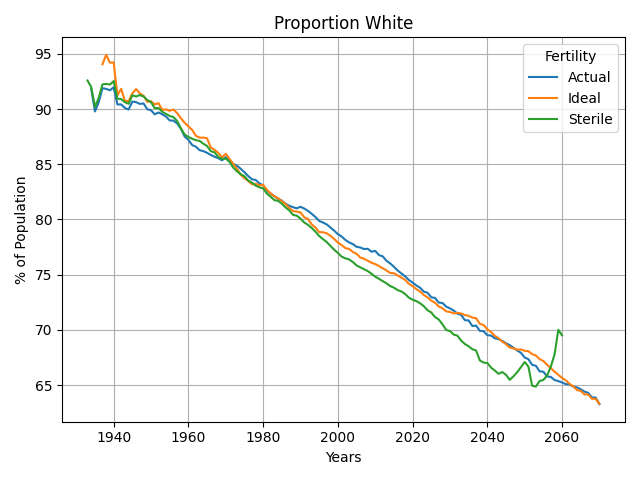 Proportion White
Fertility
Actual
Ideal
Sterile
% of Population
95
90
85
80
75
70
65
1940 1960 1980 2000 2020 2040 2060
Years